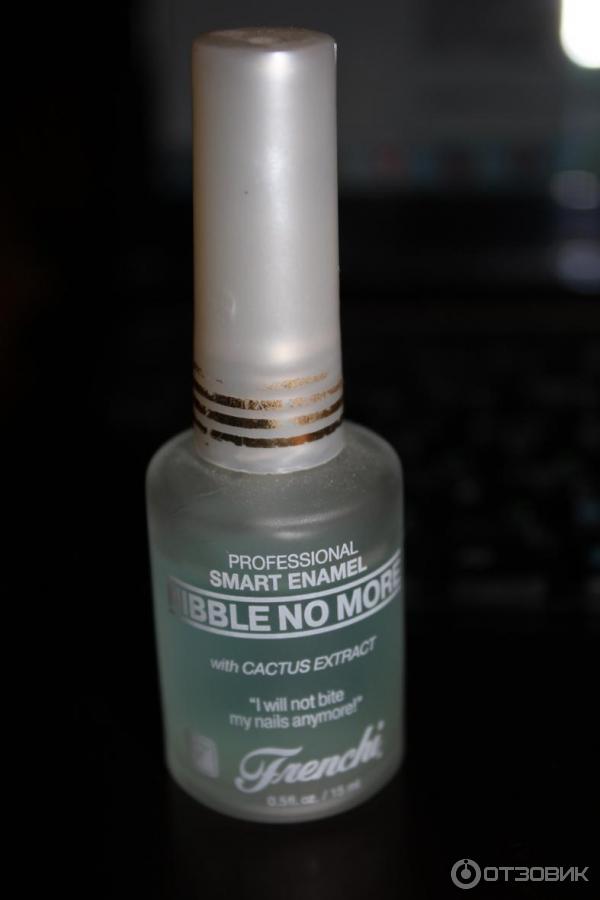 PROFESSIONAL
SMART ENAMEL
IBBLE NO MORE
with CACTUS EXTRACT
"I will not bite
my nails anymore!"
Frenchi
0.5 fl. oz. / 15 ml
ОТЗОВИК